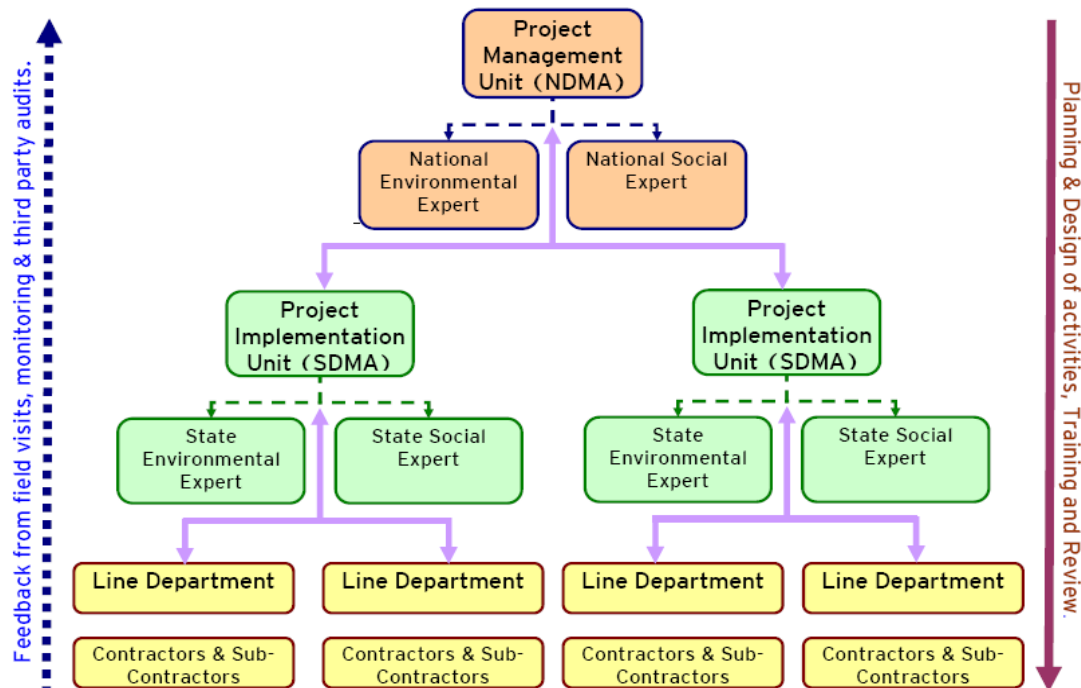 Project
Management
Unit (NDMA)
National
Environmental
Expert
National Social
Expert
Project
Implementation
Unit (SDMA)
Project
Implementation
Unit (SDMA)
State
Environmental
Expert
State Social
Expert
State
Environmental
Expert
State Social
Expert
Line Department
Line Department
Line Department
Line Department
Contractors & Sub-
Contractors
Contractors & Sub-
Contractors
Contractors & Sub-
Contractors
Contractors & Sub-
Contractors
Feedback from field visits, monitoring & third party audits.
Planning & Design of activities, Training and Review.